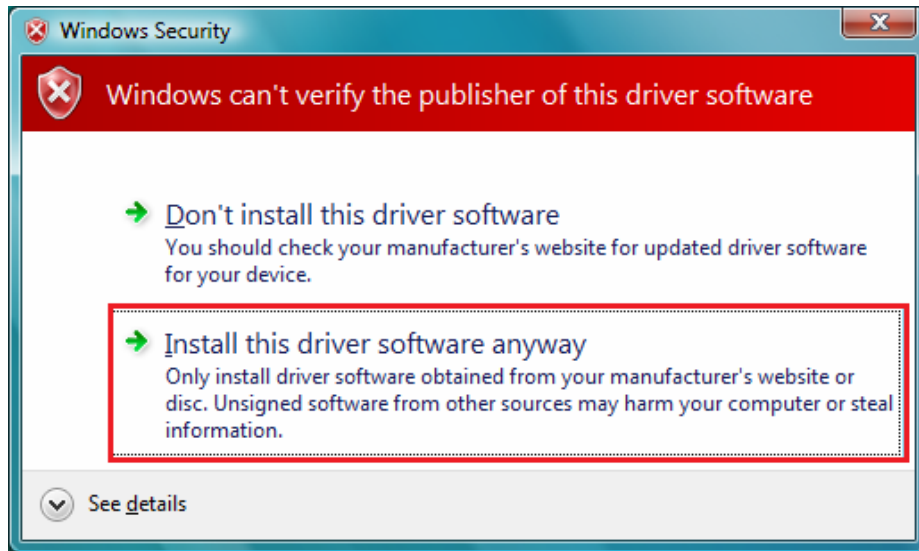 Windows Security
Windows can't verify the publisher of this driver software
Don't install this driver software
You should check your manufacturer's website for updated driver software
for your device.
Install this driver software anyway
Only install driver software obtained from your manufacturer's website or
disc. Unsigned software from other sources may harm your computer or steal
information.
See details